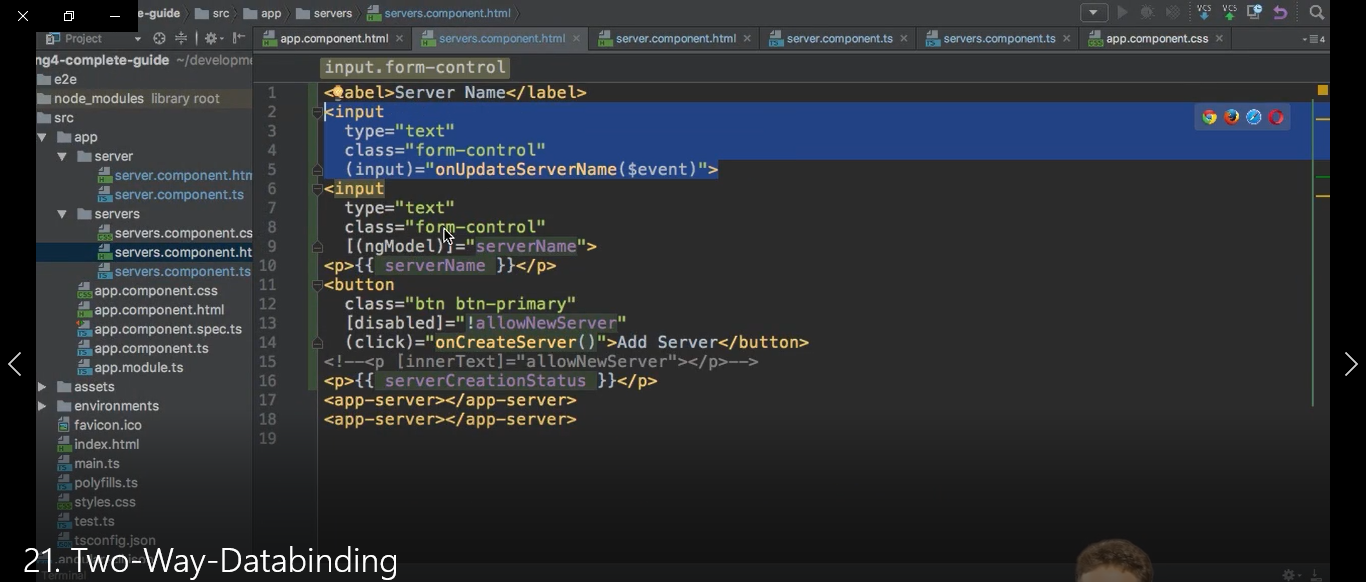 e-guide src app servers servers.component.html
Project
app.component.html servers.component.html server.component.html server.component.ts servers.component.ts app.component.css 4
ng4-complete-guide ~/developme
e2e
node_modules library root
src
app
server
server.component.htm
server.component.ts
servers
servers.component.cs
servers.component.ht
servers.component.ts
app.component.css
app.component.html
app.component.spec.ts
app.component.ts
app.module.ts
assets
environments
favicon.ico
index.html
main.ts
polyfills.ts
styles.css
test.ts
tsconfig.json
VCS VCS
input.form-control
1 <label>Server Name</label>
2 <input
3 type="text"
4 class="form-control"
5 (input)="onUpdateServerName($event)">
6 <input
7 type="text"
8 class="form-control"
9 [(ngModel)]="serverName">
10 <p>{{ serverName }}</p>
11 <button
12 class="btn btn-primary"
13 [disabled]="!allowNewServer"
14 (click)="onCreateServer()">Add Server</button>
15 <!--<p [innerText]="allowNewServer"></p>-->
16 <p>{{ serverCreationStatus }}</p>
17 <app-server></app-server>
18 <app-server></app-server>
19
21. Two-Way-Databinding
Terminal